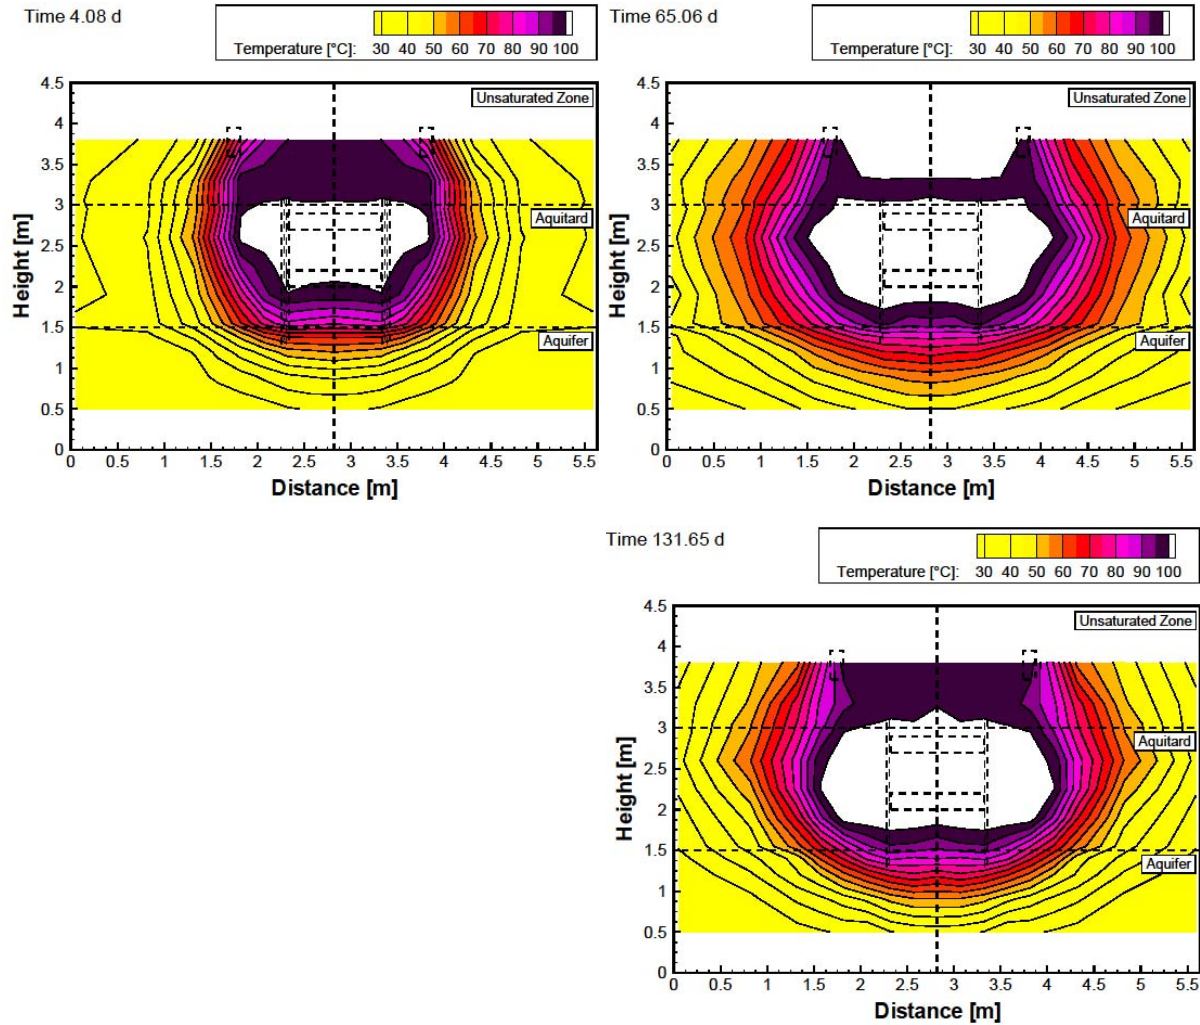 Time 4.08 d
Temperature [°C]: 30 40 50 60 70 80 90 100
4.5
4
3.5
3
2.5
2
1.5
1
0.5
0
Height [m]
Unsaturated Zone
Aquitard
Aquifer
0 0.5 1 1.5 2 2.5 3 3.5 4 4.5 5 5.5
Distance [m]
Time 65.06 d
Temperature [°C]: 30 40 50 60 70 80 90 100
4.5
4
3.5
3
2.5
2
1.5
1
0.5
0
Height [m]
Unsaturated Zone
Aquitard
Aquifer
0 0.5 1 1.5 2 2.5 3 3.5 4 4.5 5 5.5
Distance [m]
Time 131.65 d
Temperature [°C]: 30 40 50 60 70 80 90 100
4.5
4
3.5
3
2.5
2
1.5
1
0.5
0
Height [m]
Unsaturated Zone
Aquitard
Aquifer
0 0.5 1 1.5 2 2.5 3 3.5 4 4.5 5 5.5
Distance [m]